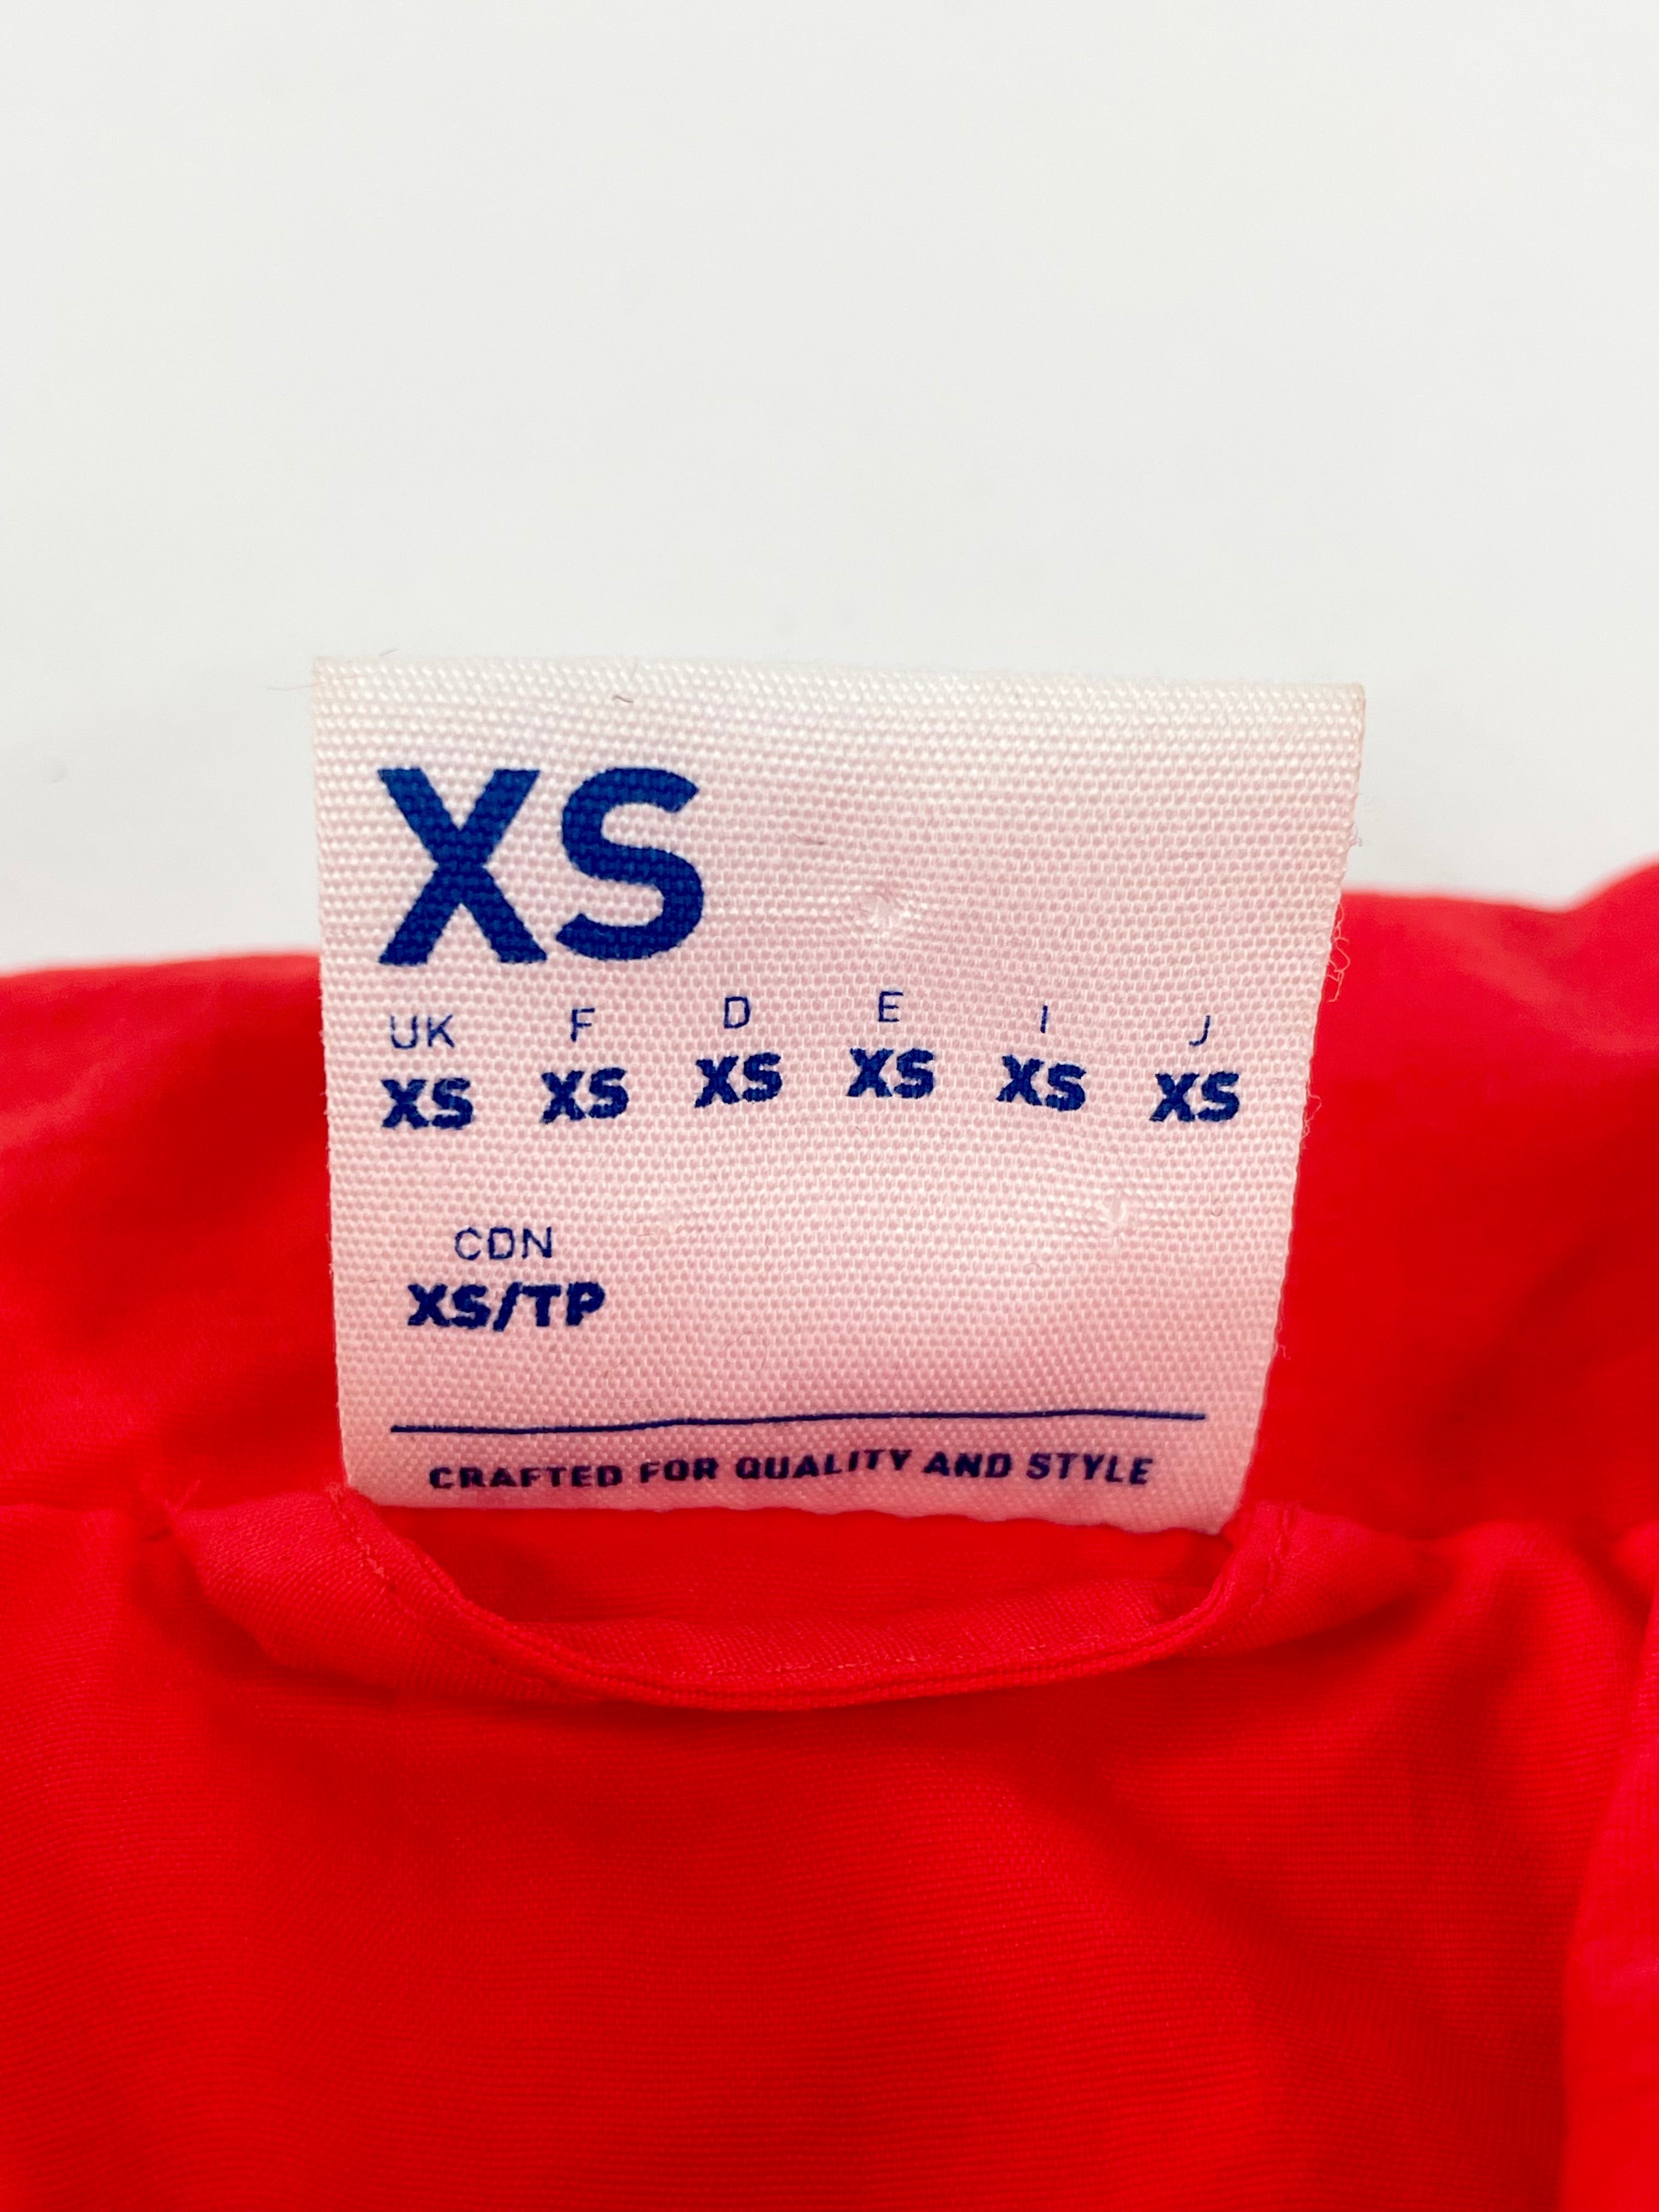 XS
UK F D E I J
XS XS XS XS XS XS
CDN
XS/TP
CRAFTED FOR QUALITY AND STYLE